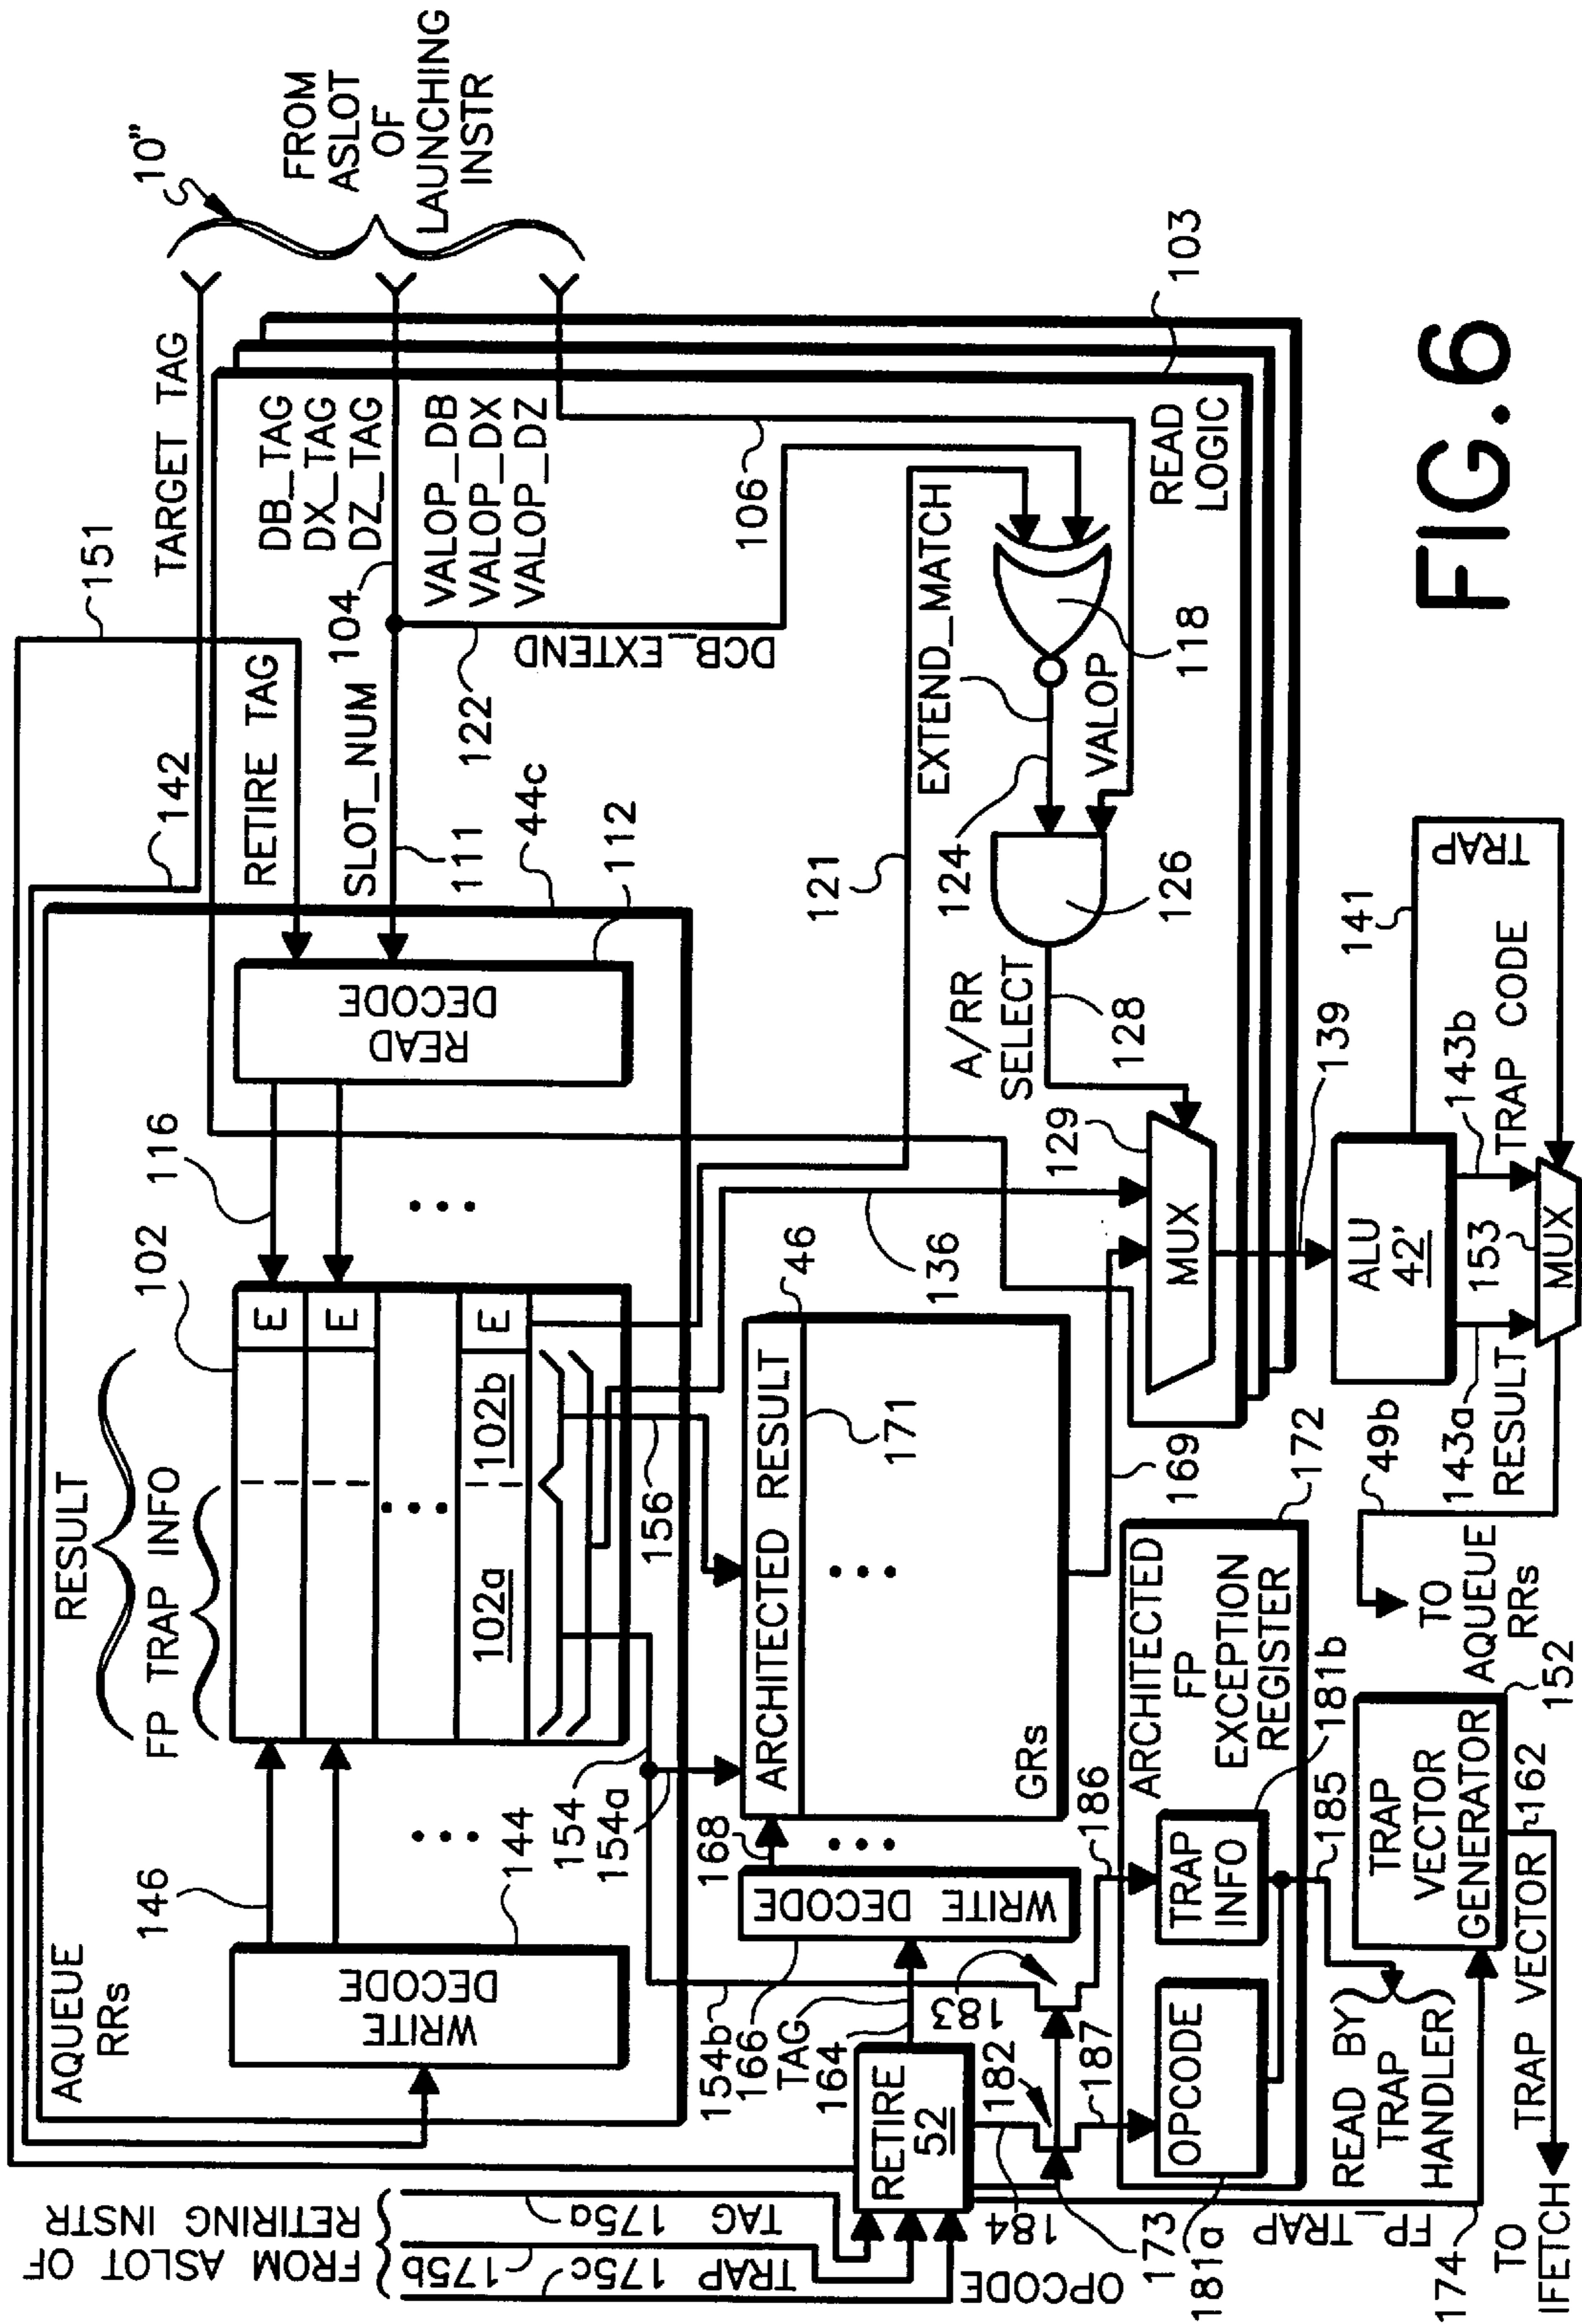 10"
FROM
ASLOT
OF
LAUNCHING
INSTR
TARGET TAG
151
142
RETIRE TAG
DB_TAG
DX_TAG
DZ_TAG
104
SLOT_NUM
111
VALOP_DB
VALOP_DX
VALOP_DZ
122
DCB_EXTEND
106
103
READ
LOGIC
44c
112
READ
DECODE
116
102
RESULT
FP TRAP INFO
E
E
E
102a
102b
AQUEUE
RRs
146
144
WRITE
DECODE
121
EXTEND_MATCH
124
VALOP
118
126
A/RR
SELECT
128
129
MUX
139
136
46
156
154
154a
154b
ARCHITECTED RESULT
171
GRs
169
168
WRITE DECODE
166
TAG
164
RETIRE
52
182
183
184
186
187
173
172
ARCHITECTED
FP
EXCEPTION
REGISTER
TRAP
INFO
OPCODE
181a
181b
185
READ BY
TRAP
HANDLER
FROM ASLOT OF
RETIRING INSTR
175a
TAG
175b
TRAP
175c
OPCODE
FP_TRAP
174
TRAP
VECTOR
GENERATOR
152
162
TRAP VECTOR
TO
IFETCH
ALU
42'
141
TRAP
143b
TRAP CODE
153
MUX
143a
RESULT
49b
TO
AQUEUE
RRs
FIG.6